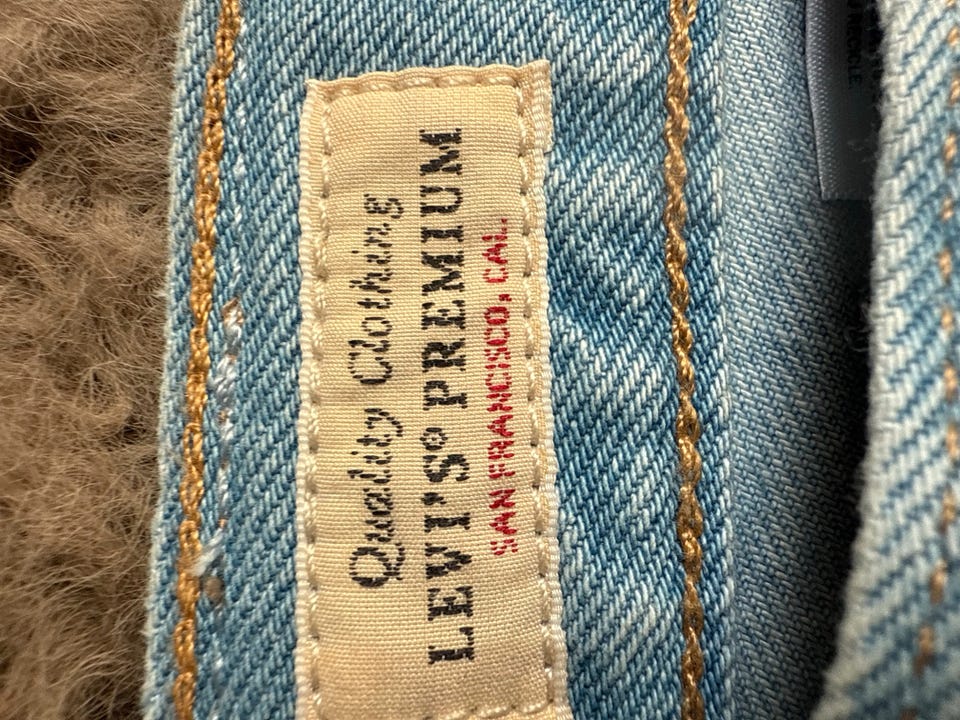 Quality Clothing
LEVI'S® PREMIUM
SAN FRANCISCO, CAL.